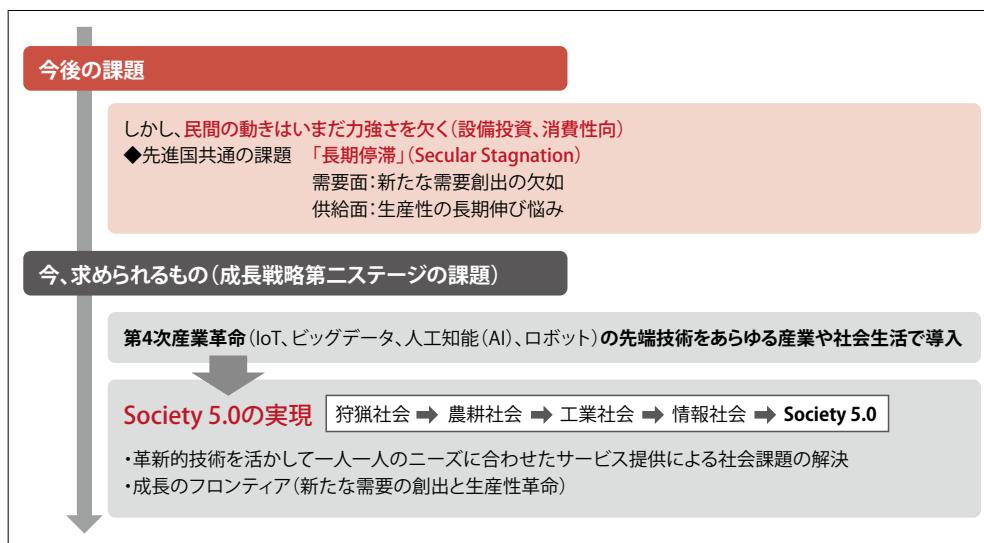 今後の課題
しかし、民間の動きはいまだ力強さを欠く(設備投資、消費性向)
◆先進国共通の課題 「長期停滞」(Secular Stagnation)
需要面:新たな需要創出の欠如
供給面:生産性の長期伸び悩み
今、求められるもの(成長戦略第二ステージの課題)
第4次産業革命(IoT、ビッグデータ、人工知能(AI)、ロボット)の先端技術をあらゆる産業や社会生活で導入
Society 5.0の実現 狩猟社会 ➡ 農耕社会 ➡ 工業社会 ➡ 情報社会 ➡ Society 5.0
・革新的技術を活かして一人一人のニーズに合わせたサービス提供による社会課題の解決
・成長のフロンティア(新たな需要の創出と生産性革命)